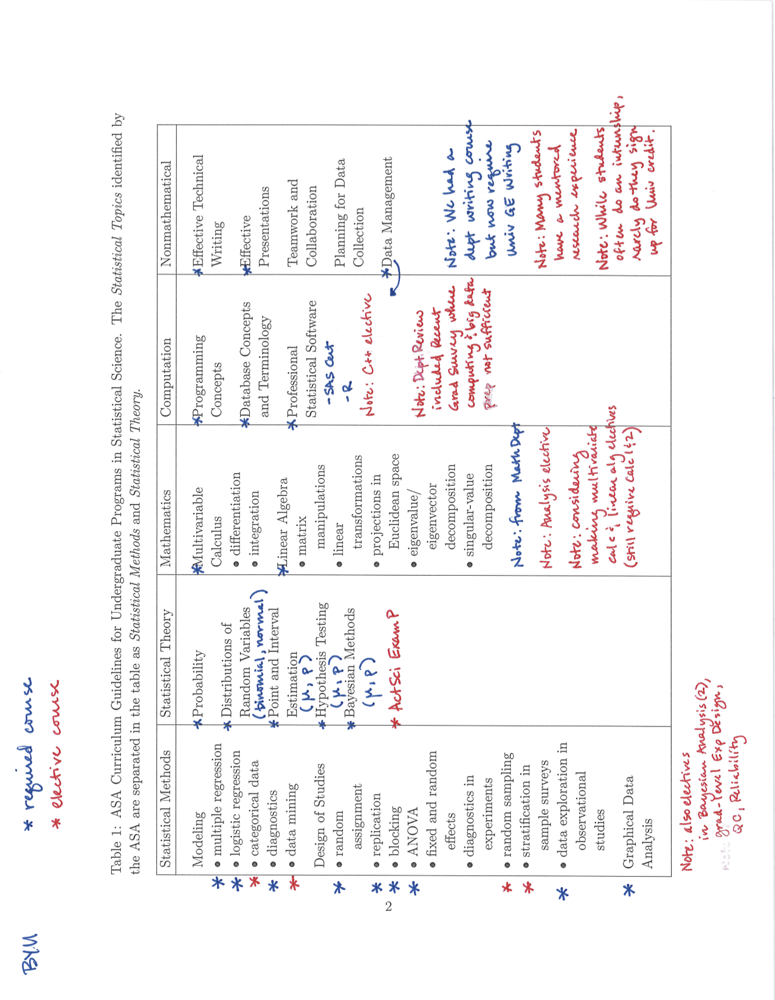 BYU
* required course
* elective course
Table 1: ASA Curriculum Guidelines for Undergraduate Programs in Statistical Science. The Statistical Topics identified by
the ASA are separated in the table as Statistical Methods and Statistical Theory.
Statistical Methods
Modeling
* • multiple regression
* • logistic regression
* • categorical data
* • diagnostics
* • data mining
Design of Studies
* • random
assignment
* • replication
* • blocking
* • ANOVA
• fixed and random
effects
• diagnostics in
experiments
* • random sampling
* • stratification in
sample surveys
* • data exploration in
observational
studies
* Graphical Data
Analysis
Statistical Theory
*Probability
*Distributions of
Random Variables
(binomial, normal)
*Point and Interval
Estimation
(μ, p)
*Hypothesis Testing
(μ, p)
*Bayesian Methods
(μ, p)
* ActSci Exam P
Mathematics
*Multivariable
Calculus
• differentiation
• integration
*Linear Algebra
• matrix
manipulations
• linear
transformations
• projections in
Euclidean space
• eigenvalue/
eigenvector
decomposition
• singular-value
decomposition
Note: from Math Dept
Note: Analysis elective
Note: considering
making multivariate
calc & linear alg electives
(still require Calc 1&2)
Computation
*Programming
Concepts
*Database Concepts
and Terminology
*Professional
Statistical Software
-SAS Cert
-R
Note: C++ elective
Note: Dept Review
included Recent
Grad Survey where
computing & big data
prep not sufficient
Nonmathematical
*Effective Technical
Writing
*Effective
Presentations
Teamwork and
Collaboration
Planning for Data
Collection
*Data Management
Note: We had a
dept writing course
but now require
Univ GE Writing
Note: Many students
have a mentored
research experience
Note: While students
often do an internship,
rarely do they sign
up for Univ credit.
Note: also electives
in Bayesian Analysis (2),
grad-level Exp Design,
QC, Reliability
2